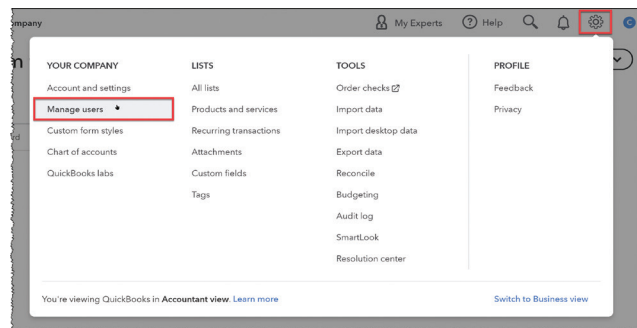 ompany
My Experts
Help
YOUR COMPANY
Account and settings
Manage users
Custom form styles
Chart of accounts
QuickBooks labs
LISTS
All lists
Products and services
Recurring transactions
Attachments
Custom fields
Tags
TOOLS
Order checks
Import data
Import desktop data
Export data
Reconcile
Budgeting
Audit log
SmartLook
Resolution center
PROFILE
Feedback
Privacy
You're viewing QuickBooks in Accountant view. Learn more
Switch to Business view